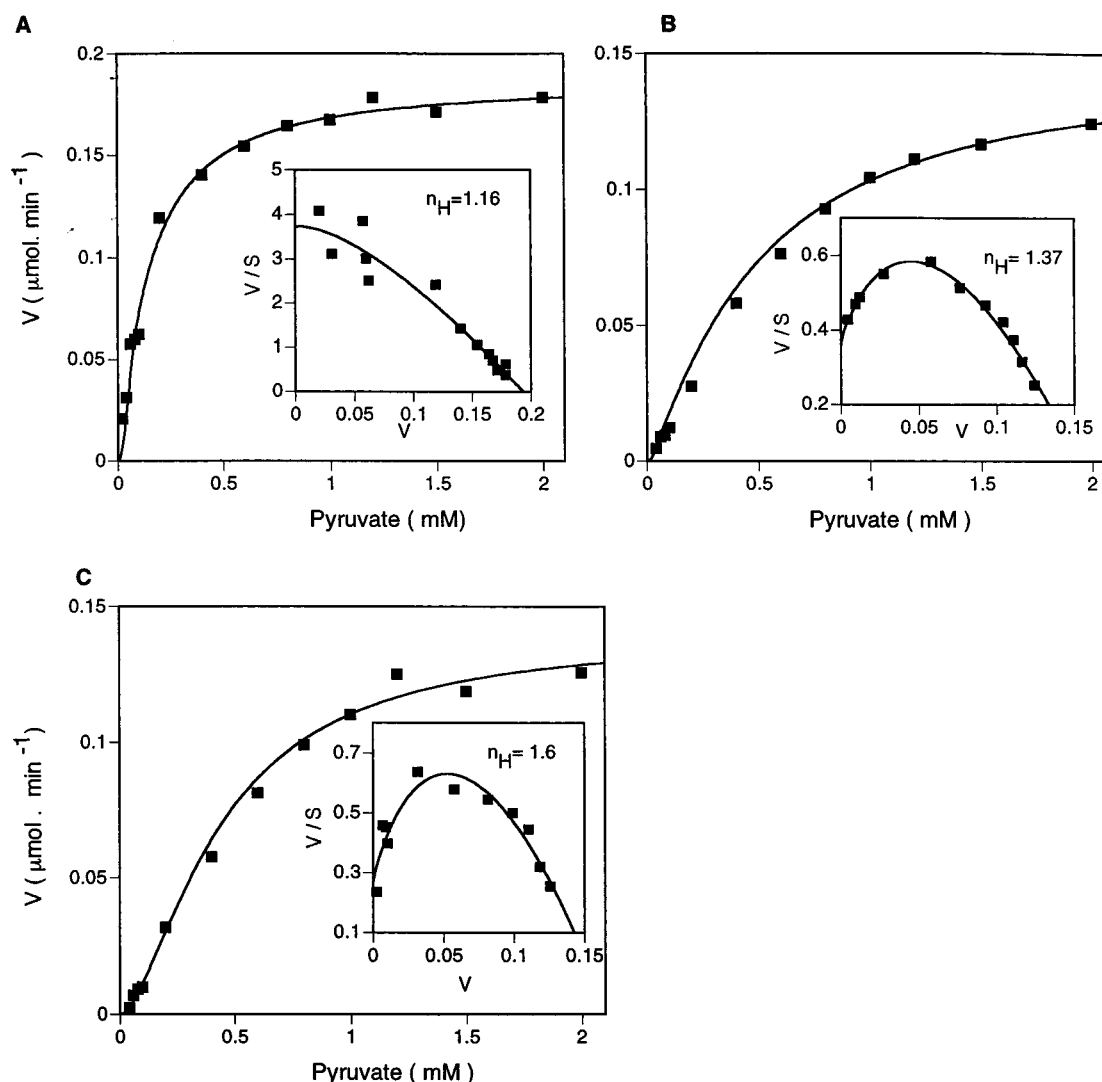 A
V ( μmol. min -1)
0.2
0.15
0.1
0.05
0
0 0.5 1 1.5 2
Pyruvate ( mM)
nH=1.16
V / S
5
4
3
2
1
0
0 0.05 0.1 0.15 0.2
V
B
0.15
0.1
0.05
0
0 0.5 1 1.5 2
Pyruvate ( mM )
nH= 1.37
V / S
0.6
0.4
0.2
0 0.05 0.1 0.15
V
C
V ( μmol . min -1)
0.15
0.1
0.05
0
0 0.5 1 1.5 2
Pyruvate ( mM )
nH= 1.6
V / S
0.7
0.5
0.3
0.1
0 0.05 0.1 0.15
V